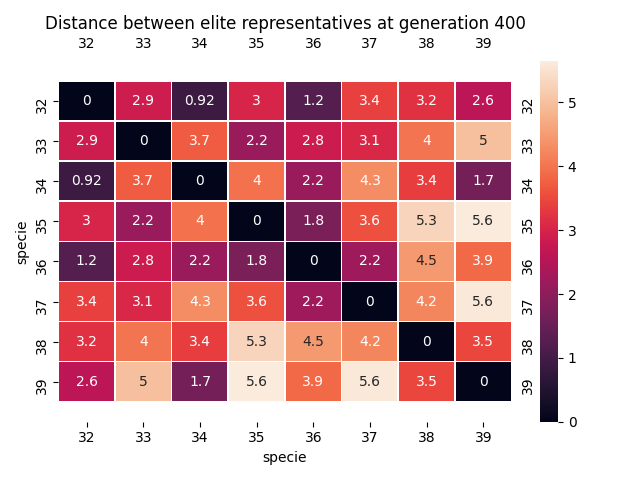 Distance between elite representatives at generation 400
32 33 34 35 36 37 38 39
32 0 2.9 0.92 3 1.2 3.4 3.2 2.6 32
33 2.9 0 3.7 2.2 2.8 3.1 4 5 33
34 0.92 3.7 0 4 2.2 4.3 3.4 1.7 34
35 3 2.2 4 0 1.8 3.6 5.3 5.6 35
36 1.2 2.8 2.2 1.8 0 2.2 4.5 3.9 36
37 3.4 3.1 4.3 3.6 2.2 0 4.2 5.6 37
38 3.2 4 3.4 5.3 4.5 4.2 0 3.5 38
39 2.6 5 1.7 5.6 3.9 5.6 3.5 0 39
32 33 34 35 36 37 38 39
specie
specie
5
4
3
2
1
0